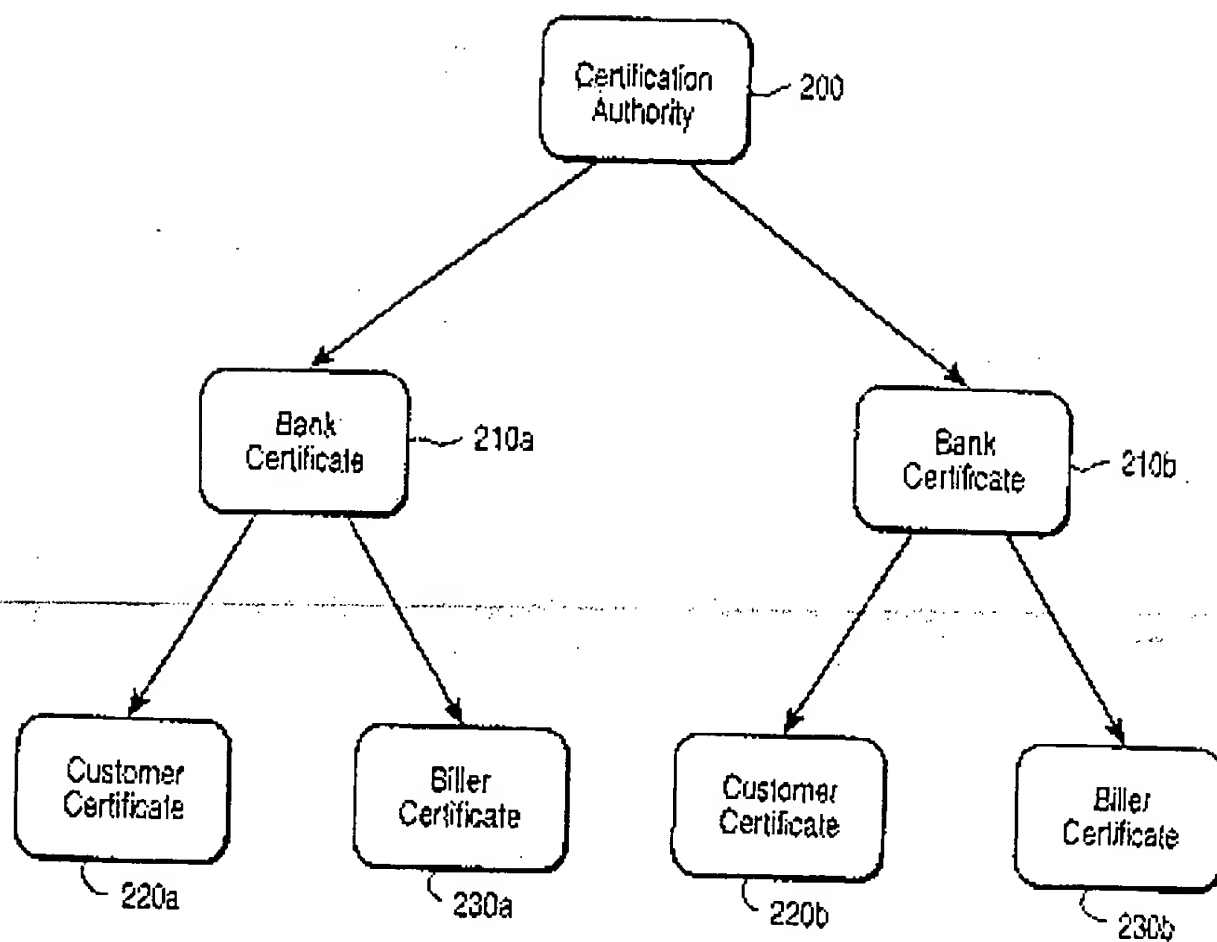 Certification
Authority
200
Bank
Certificate
210a
Bank
Certificate
210b
Customer
Certificate
220a
Biller
Certificate
230a
Customer
Certificate
220b
Biller
Certificate
230b